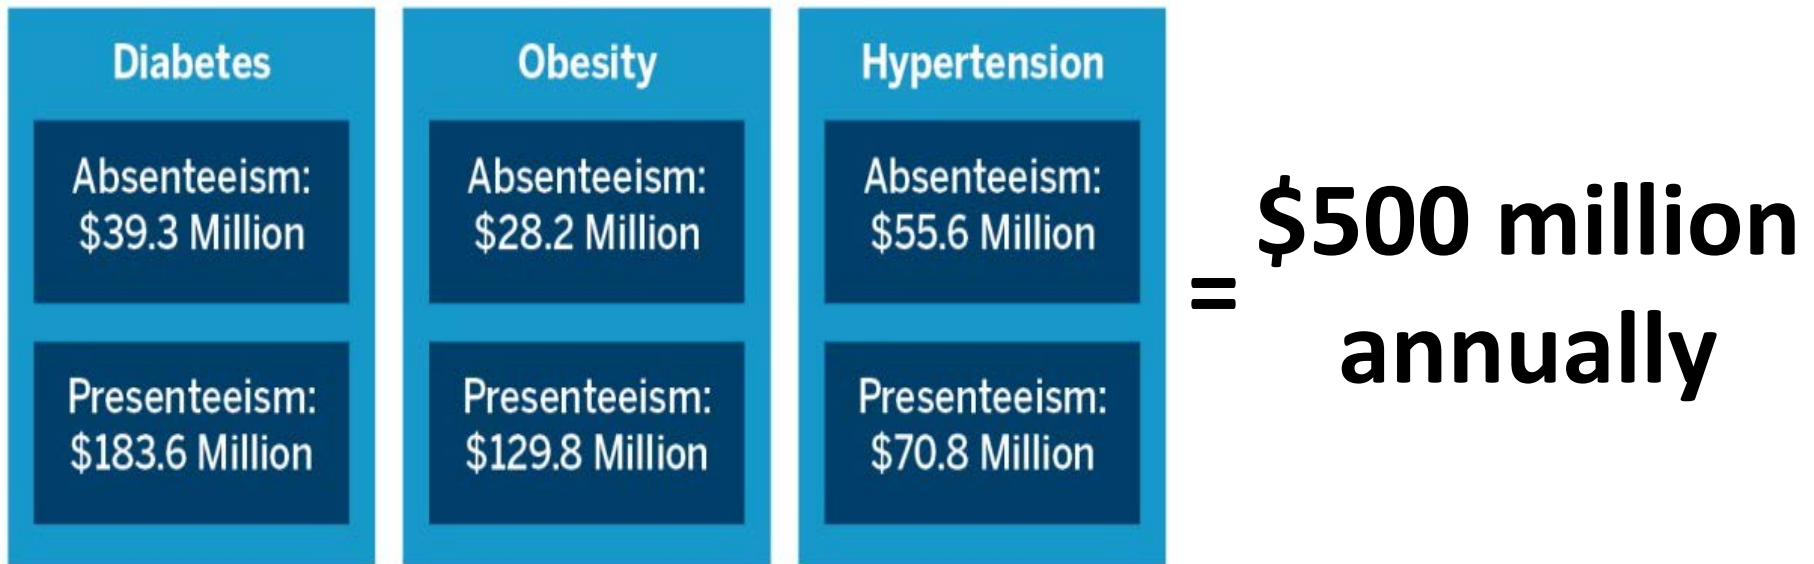 Diabetes
Absenteeism:
$39.3 Million
Presenteeism:
$183.6 Million
Obesity
Absenteeism:
$28.2 Million
Presenteeism:
$129.8 Million
Hypertension
Absenteeism:
$55.6 Million
Presenteeism:
$70.8 Million
=
$500 million
annually